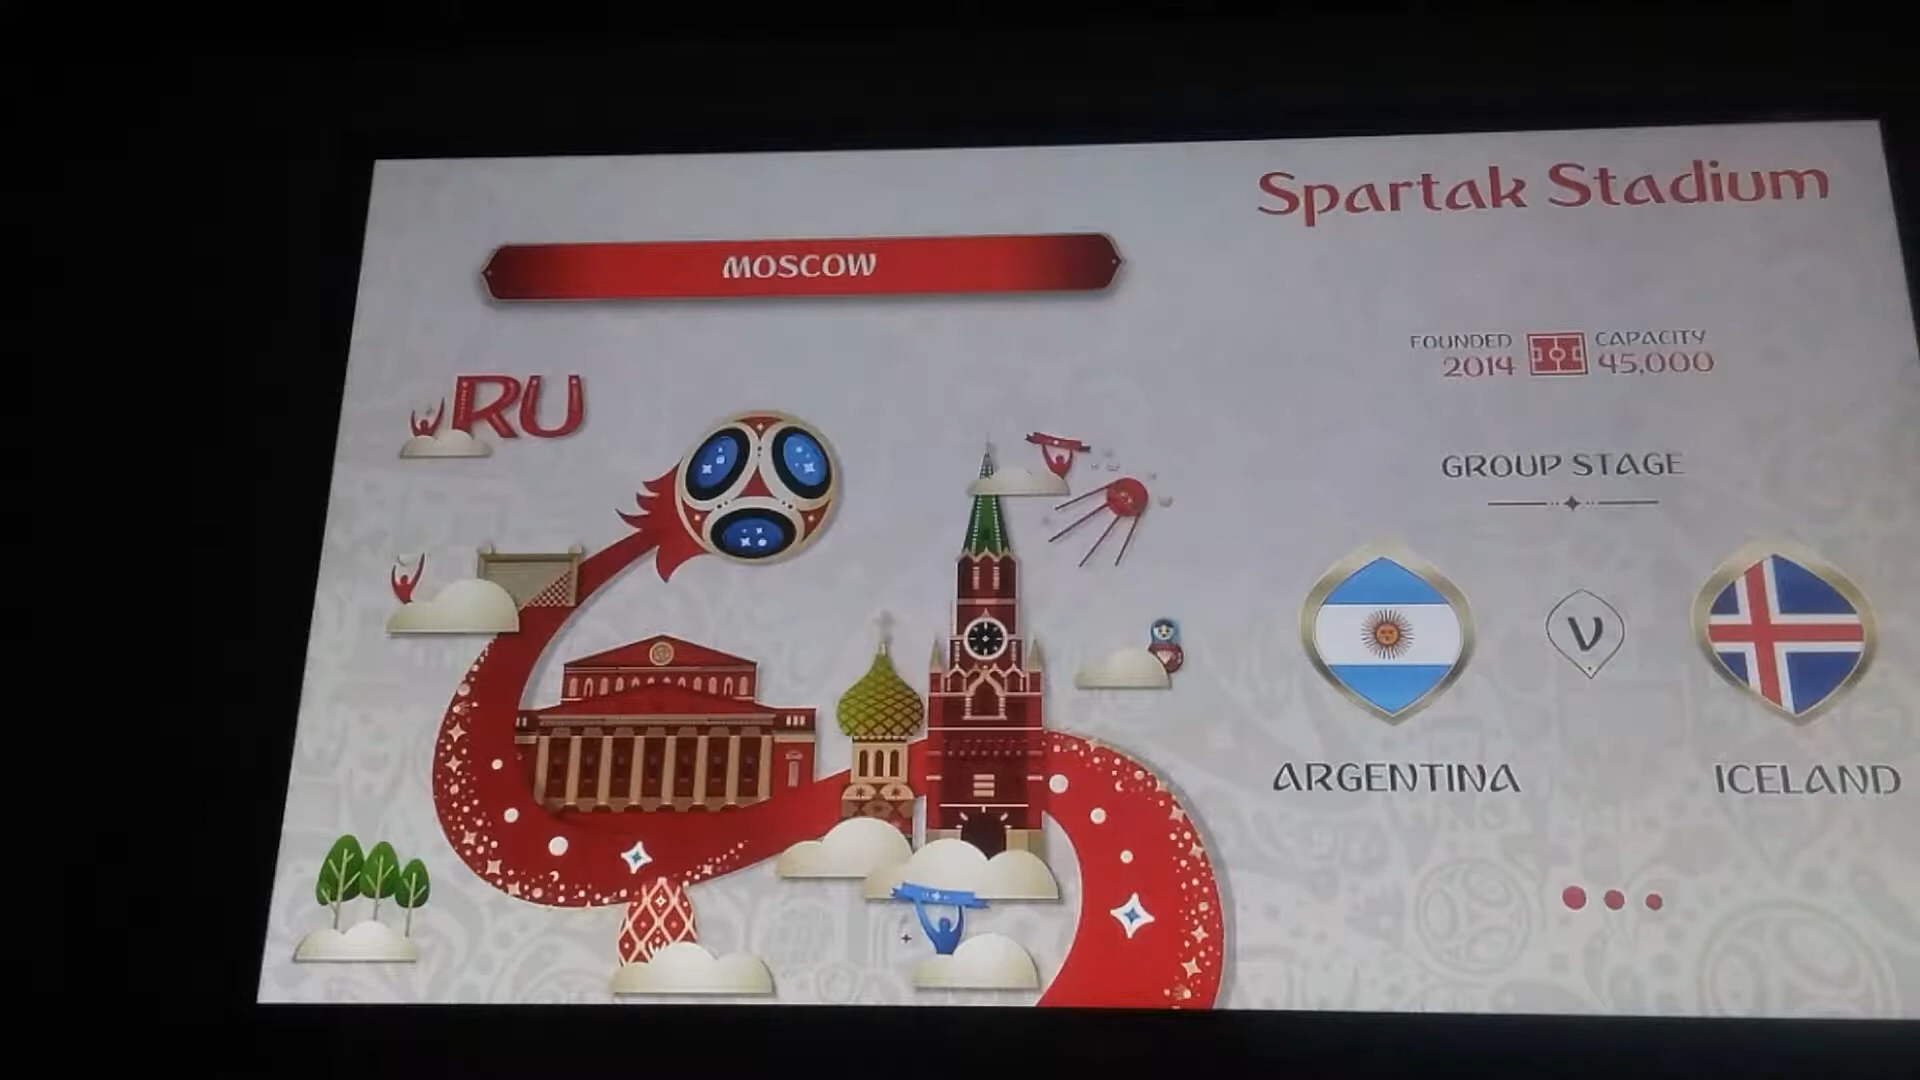 Spartak Stadium
MOSCOW
FOUNDED
2014
CAPACITY
45,000
RU
GROUP STAGE
V
ARGENTINA
ICELAND